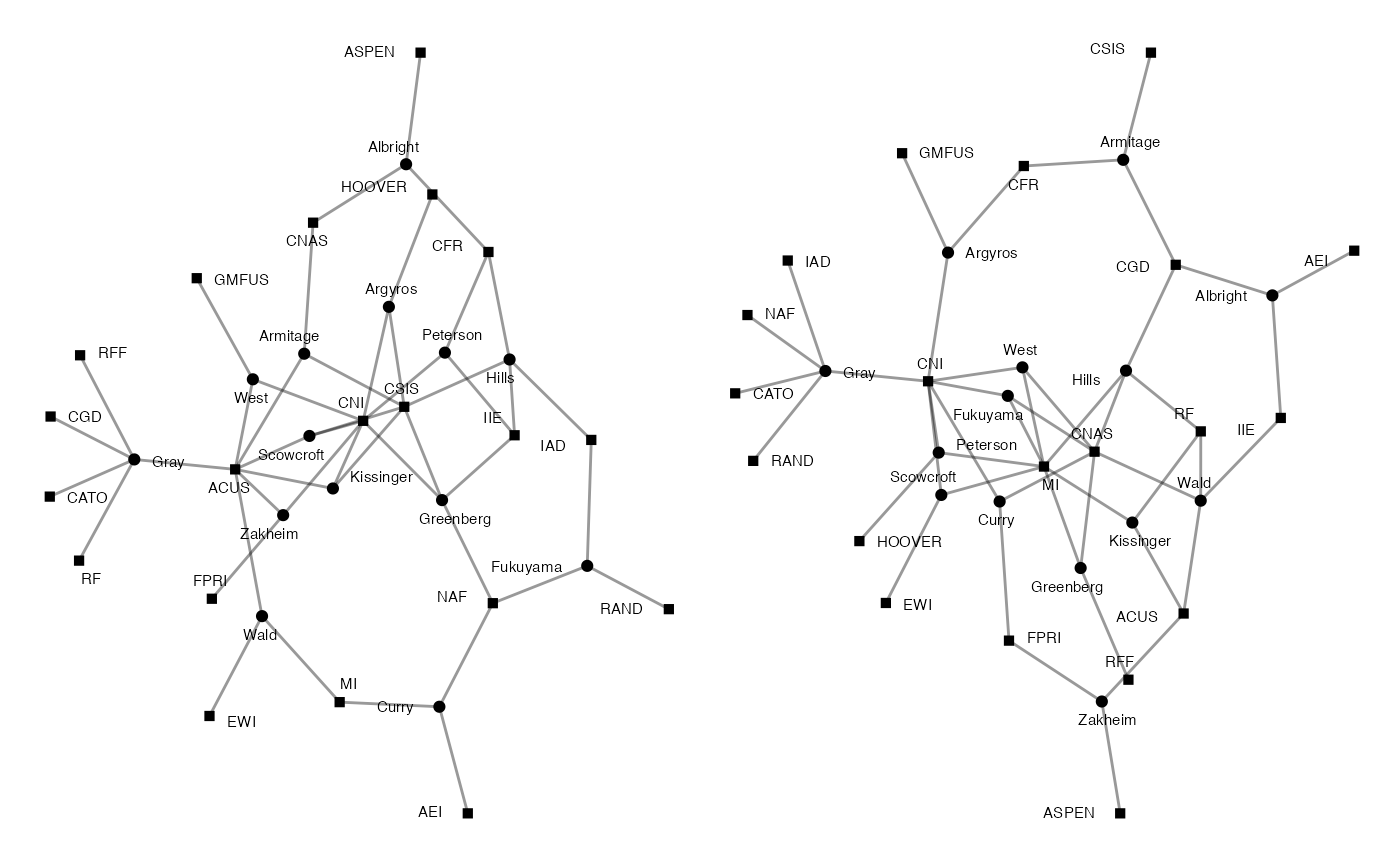 ASPEN
Albright
HOOVER
CNAS
CFR
GMFUS
Argyros
Armitage
Peterson
RFF
Hills
CSIS
West
CNI
CGD
IIE
IAD
Scowcroft
Gray
Kissinger
ACUS
CATO
Greenberg
Zakheim
Fukuyama
RF
FPRI
NAF
RAND
Wald
MI
Curry
EWI
AEI
CSIS
Armitage
GMFUS
CFR
Argyros
IAD
AEI
CGD
Albright
NAF
West
CNI
Gray
Hills
CATO
Fukuyama
RF
IIE
CNAS
Peterson
RAND
Scowcroft
MI
Wald
Curry
HOOVER
Kissinger
Greenberg
EWI
ACUS
FPRI
RFF
Zakheim
ASPEN